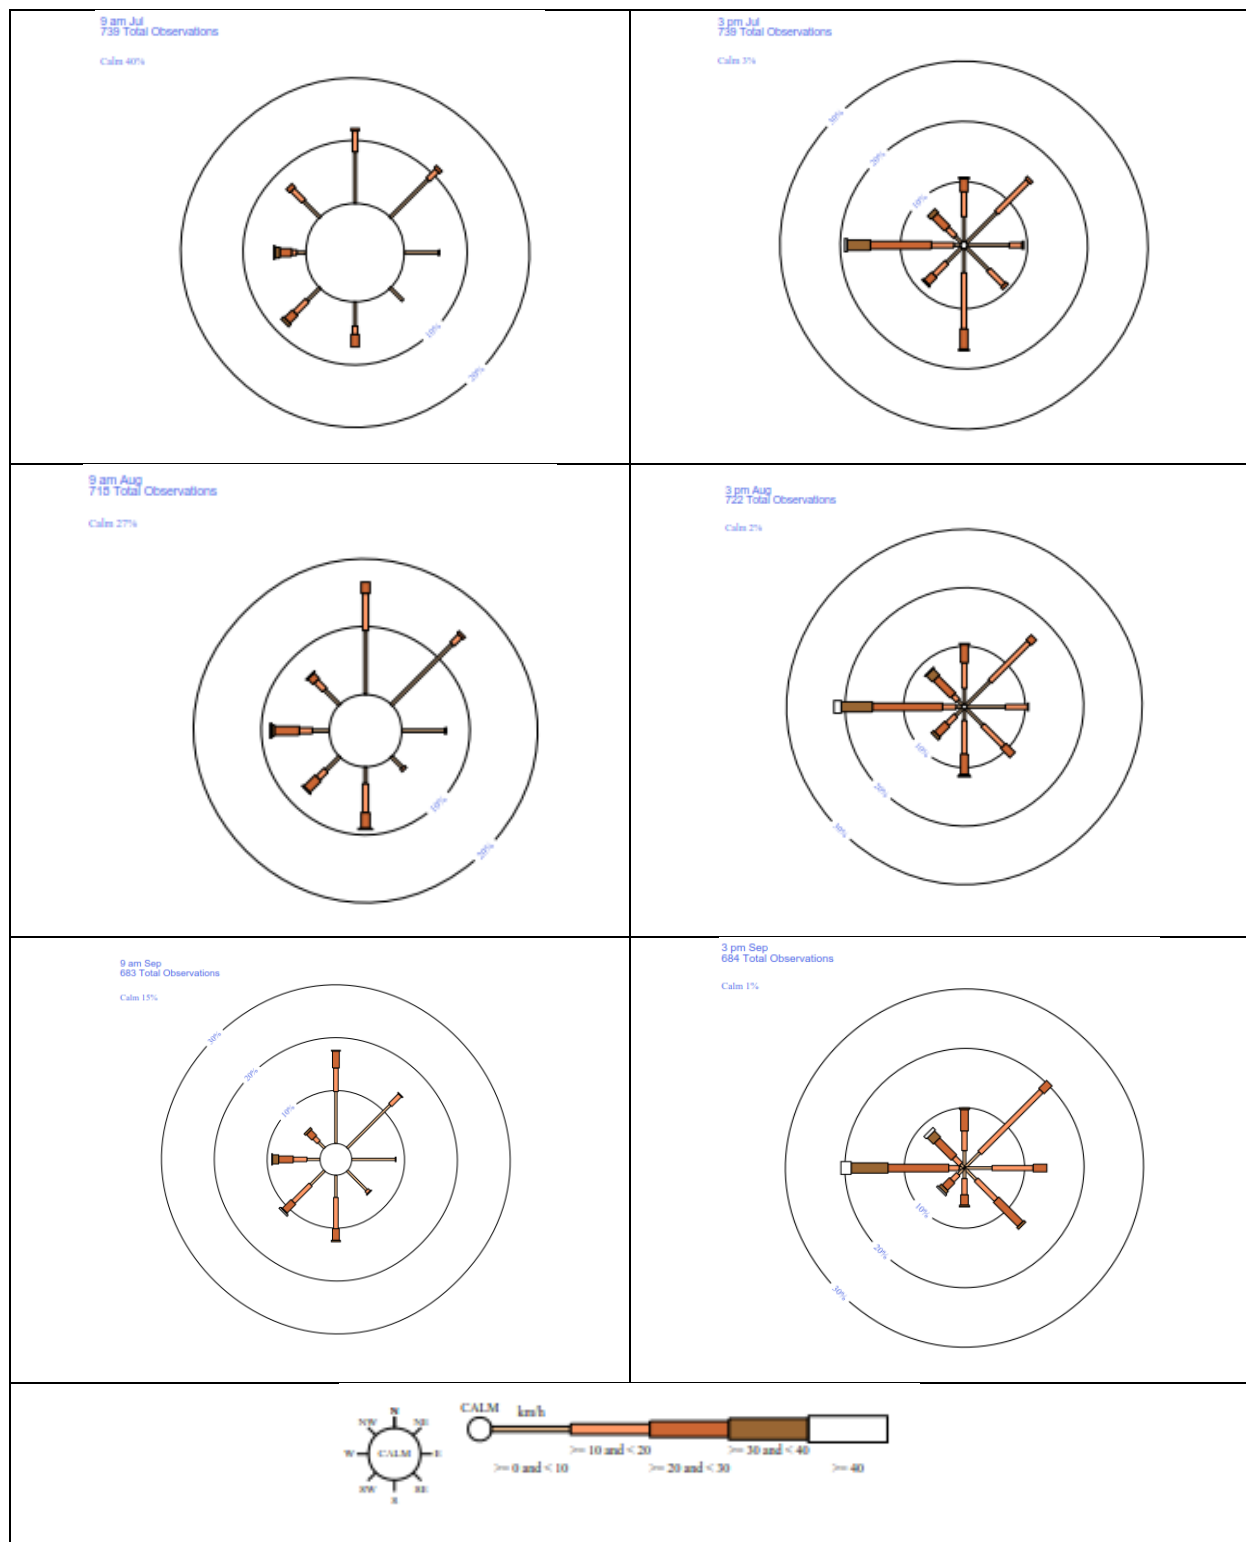 9 am Jul
739 Total Observations
Calm 40%
10%
20%
3 pm Jul
739 Total Observations
Calm 3%
30%
20%
10%
9 am Aug
715 Total Observations
Calm 27%
10%
20%
3 pm Aug
722 Total Observations
Calm 2%
10%
20%
30%
9 am Sep
683 Total Observations
Calm 15%
30%
20%
10%
3 pm Sep
684 Total Observations
Calm 1%
10%
20%
30%
N
NW NE
W CALM E
SW SE
S
CALM km/h
>= 10 and < 20 >= 30 and < 40
>= 0 and < 10 >= 20 and < 30 >= 40